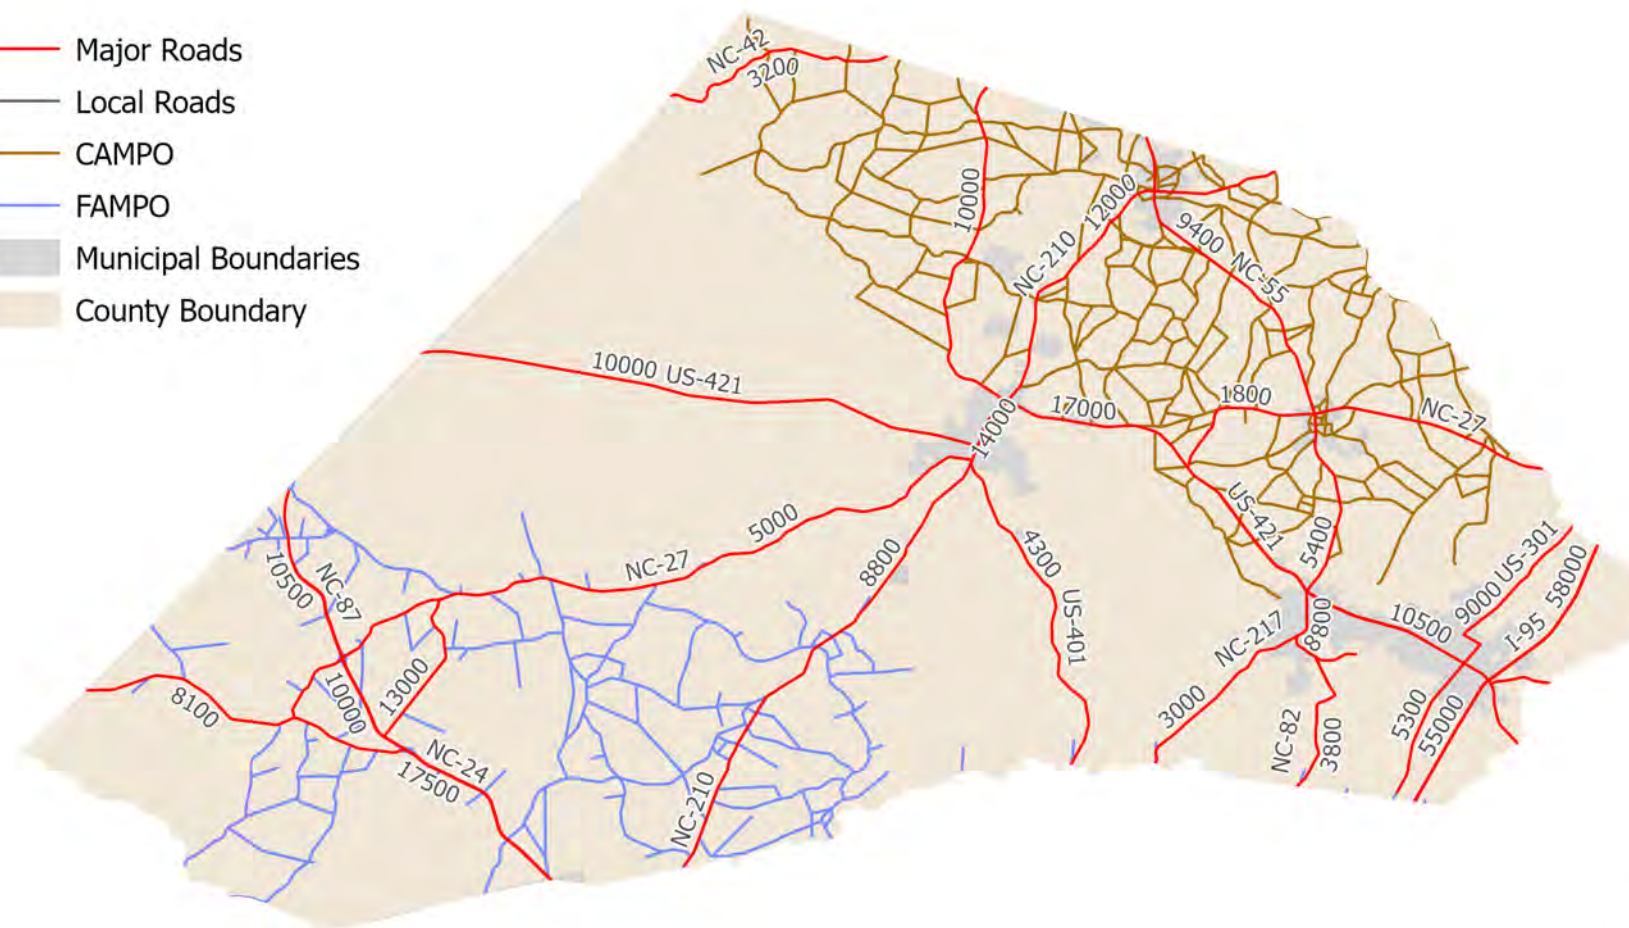 Major Roads
Local Roads
CAMPO
FAMPO
Municipal Boundaries
County Boundary
NC-42
3200
10000
12000
NC-210
9400
NC-55
10000 US-421
14000
17000
1800
NC-27
US-421
5400
5000
NC-27
8800
4300
US-401
10500
NC-87
10000
13000
8100
NC-24
17500
NC-210
NC-217
8800
3000
NC-82
3800
10500
9000 US-301
I-95 58000
5300
55000